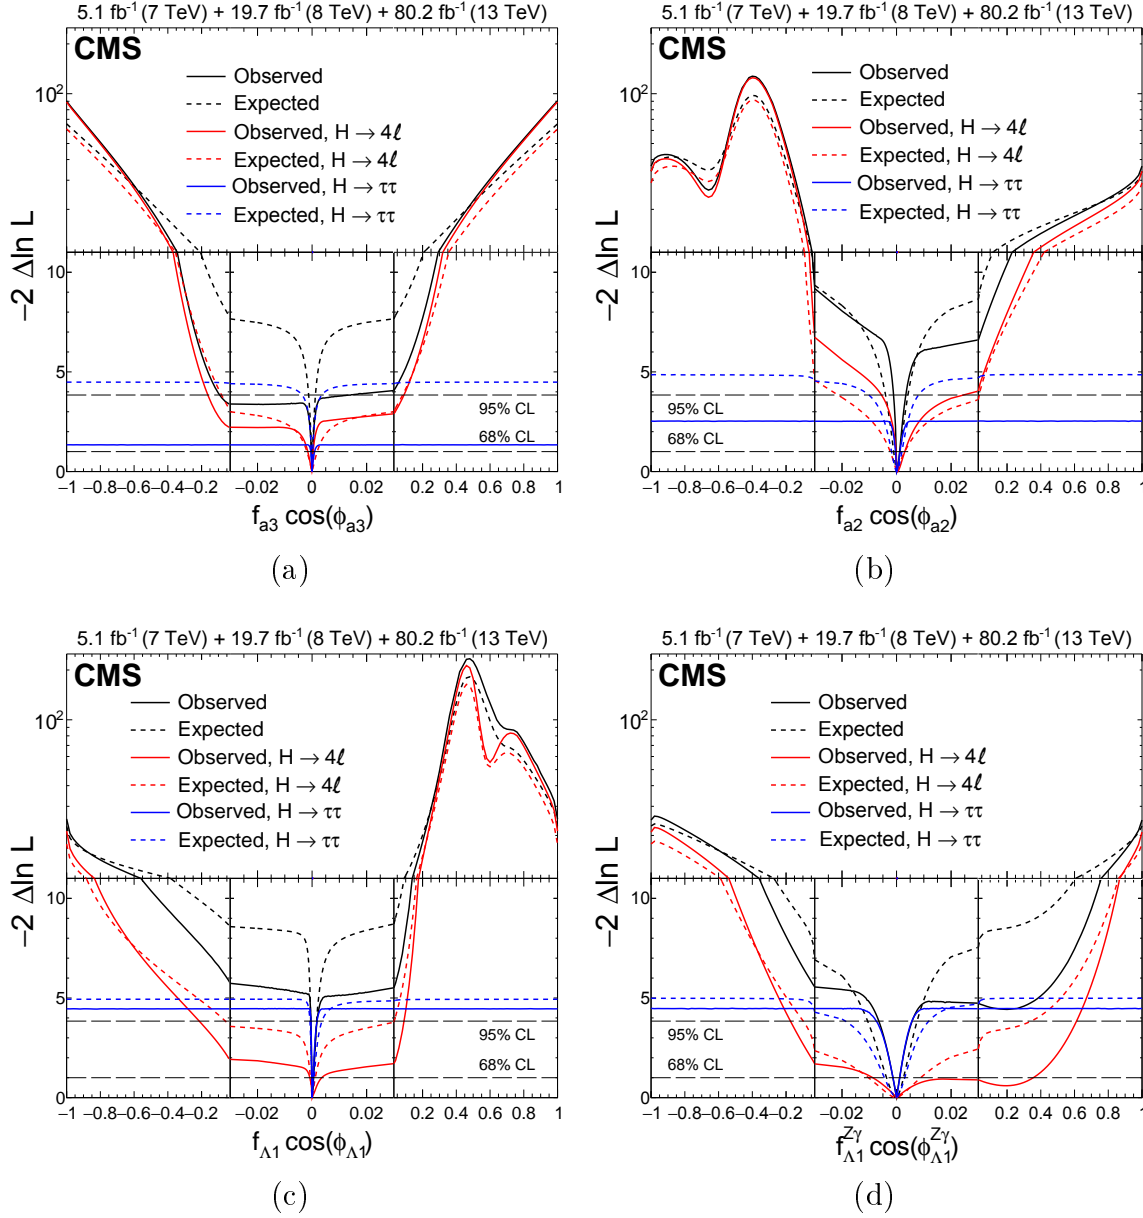 5.1 fb⁻¹ (7 TeV) + 19.7 fb⁻¹ (8 TeV) + 80.2 fb⁻¹ (13 TeV)
CMS
Observed
Expected
Observed, H → 4ℓ
Expected, H → 4ℓ
Observed, H → ττ
Expected, H → ττ
10²
10
5
0
−2 Δln L
95% CL
68% CL
−1 −0.8 −0.6 −0.4 −0.2 −0.02 0 0.02 0.2 0.4 0.6 0.8 1
f_a3 cos(ϕ_a3)
(a)
5.1 fb⁻¹ (7 TeV) + 19.7 fb⁻¹ (8 TeV) + 80.2 fb⁻¹ (13 TeV)
CMS
Observed
Expected
Observed, H → 4ℓ
Expected, H → 4ℓ
Observed, H → ττ
Expected, H → ττ
10²
10
5
0
−2 Δln L
95% CL
68% CL
−1 −0.8 −0.6 −0.4 −0.2 −0.02 0 0.02 0.2 0.4 0.6 0.8 1
f_a2 cos(ϕ_a2)
(b)
5.1 fb⁻¹ (7 TeV) + 19.7 fb⁻¹ (8 TeV) + 80.2 fb⁻¹ (13 TeV)
CMS
Observed
Expected
Observed, H → 4ℓ
Expected, H → 4ℓ
Observed, H → ττ
Expected, H → ττ
10²
10
5
0
−2 Δln L
95% CL
68% CL
−1 −0.8 −0.6 −0.4 −0.2 −0.02 0 0.02 0.2 0.4 0.6 0.8 1
f_Λ1 cos(ϕ_Λ1)
(c)
5.1 fb⁻¹ (7 TeV) + 19.7 fb⁻¹ (8 TeV) + 80.2 fb⁻¹ (13 TeV)
CMS
Observed
Expected
Observed, H → 4ℓ
Expected, H → 4ℓ
Observed, H → ττ
Expected, H → ττ
10²
10
5
0
−2 Δln L
95% CL
68% CL
−1 −0.8 −0.6 −0.4 −0.2 −0.02 0 0.02 0.2 0.4 0.6 0.8 1
f_Λ1^Zγ cos(ϕ_Λ1^Zγ)
(d)